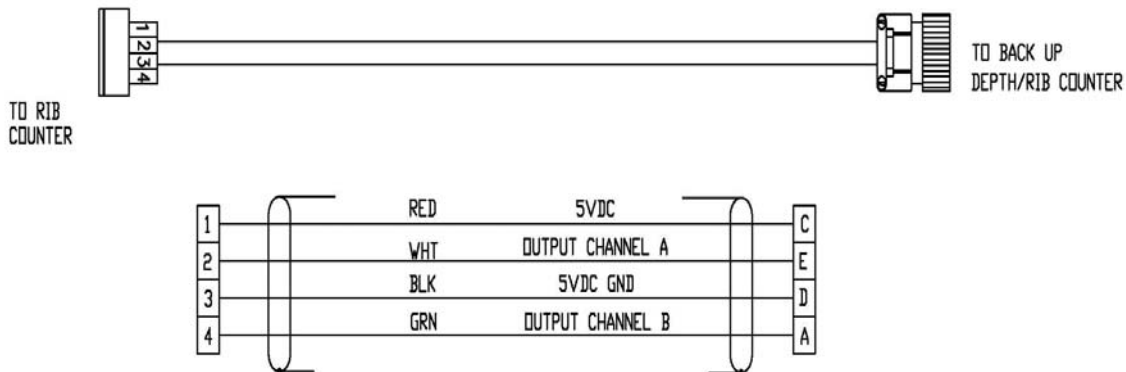 1
2
3
4
TO RIB
COUNTER
TO BACK UP
DEPTH/RIB COUNTER
1 RED 5VDC C
2 WHT OUTPUT CHANNEL A E
3 BLK 5VDC GND D
4 GRN OUTPUT CHANNEL B A